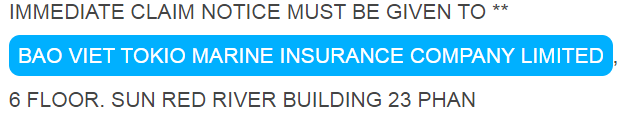 IMMEDIATE CLAIM NOTICE MUST BE GIVEN TO **
BAO VIET TOKIO MARINE INSURANCE COMPANY LIMITED,
6 FLOOR. SUN RED RIVER BUILDING 23 PHAN